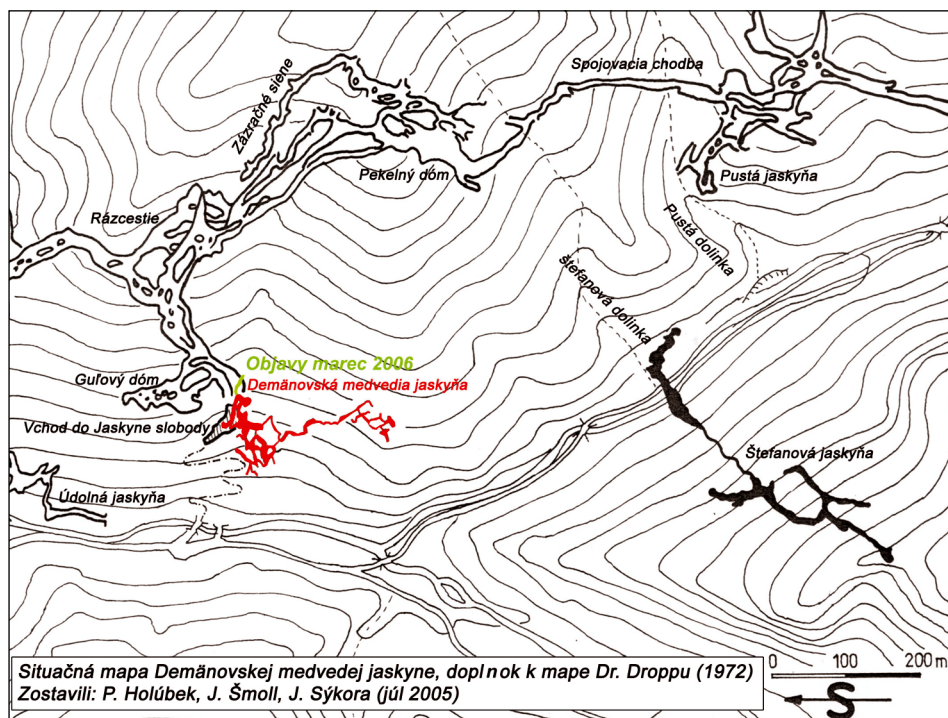 Spojovacia chodba
Zázračné siene
Pekelný dóm
Pustá jaskyňa
Rázcestie
Pustá dolinka
štefanová dolinka
Objavy marec 2006
Guľový dóm
Demänovská medvedia jaskyňa
Vchod do Jaskyne slobody
Štefanová jaskyňa
Údolná jaskyňa
Situačná mapa Demänovskej medvedej jaskyne, doplnok k mape Dr. Droppu (1972)
Zostavili: P. Holúbek, J. Šmoll, J. Sýkora (júl 2005)
0 100 200 m
S